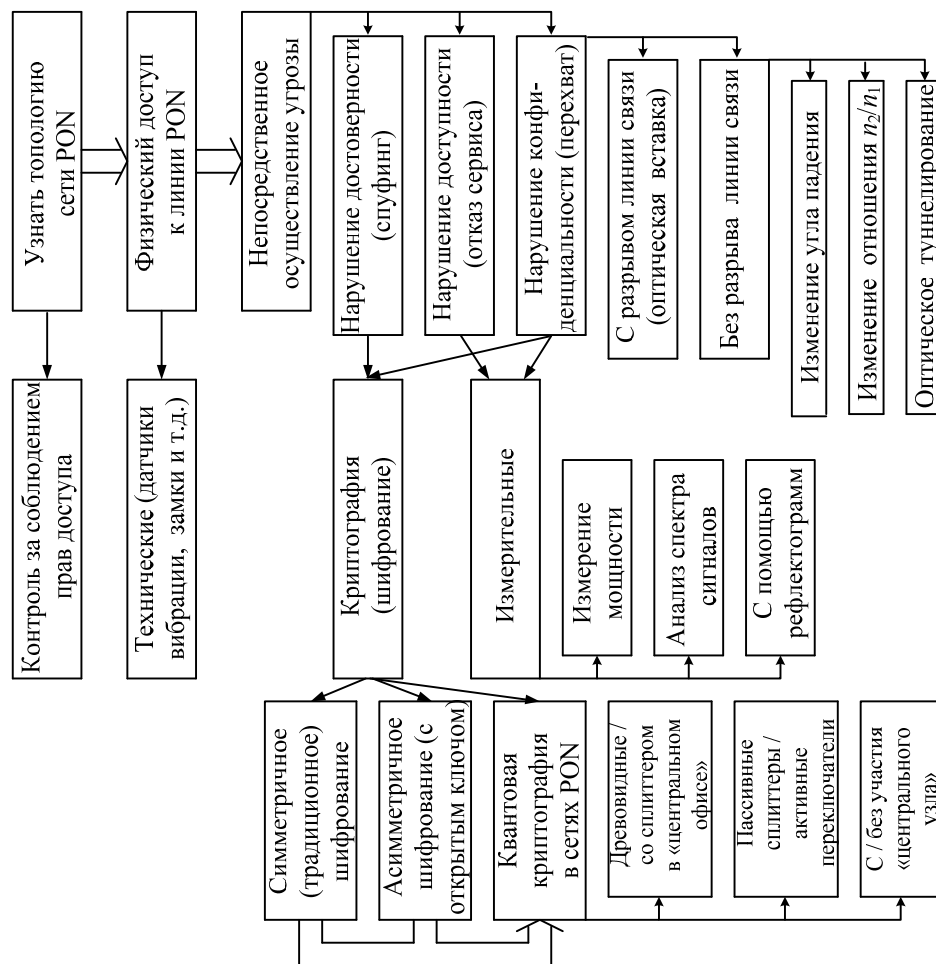 Узнать топологию
сети PON
Физический доступ
к линии PON
Непосредственное
осуществление угрозы
Нарушение достоверности
(спуфинг)
Нарушение доступности
(отказ сервиса)
Нарушение конфи-
денциальности (перехват)
С разрывом линии связи
(оптическая вставка)
Без разрыва линии связи
Изменение угла падения
Изменение отношения n2/n1
Оптическое туннелирование
Контроль за соблюдением
прав доступа
Технические (датчики
вибрации, замки и т.д.)
Криптография
(шифрование)
Измерительные
Измерение
мощности
Анализ спектра
сигналов
С помощью
рефлектограмм
Симметричное
(традиционное)
шифрование
Асимметричное
шифрование (с
открытым ключом)
Квантовая
криптография
в сетях PON
Древовидные /
со сплиттером
в «центральном
офисе»
Пассивные
сплиттеры /
активные
переключатели
С / без участия
«центрального
узла»